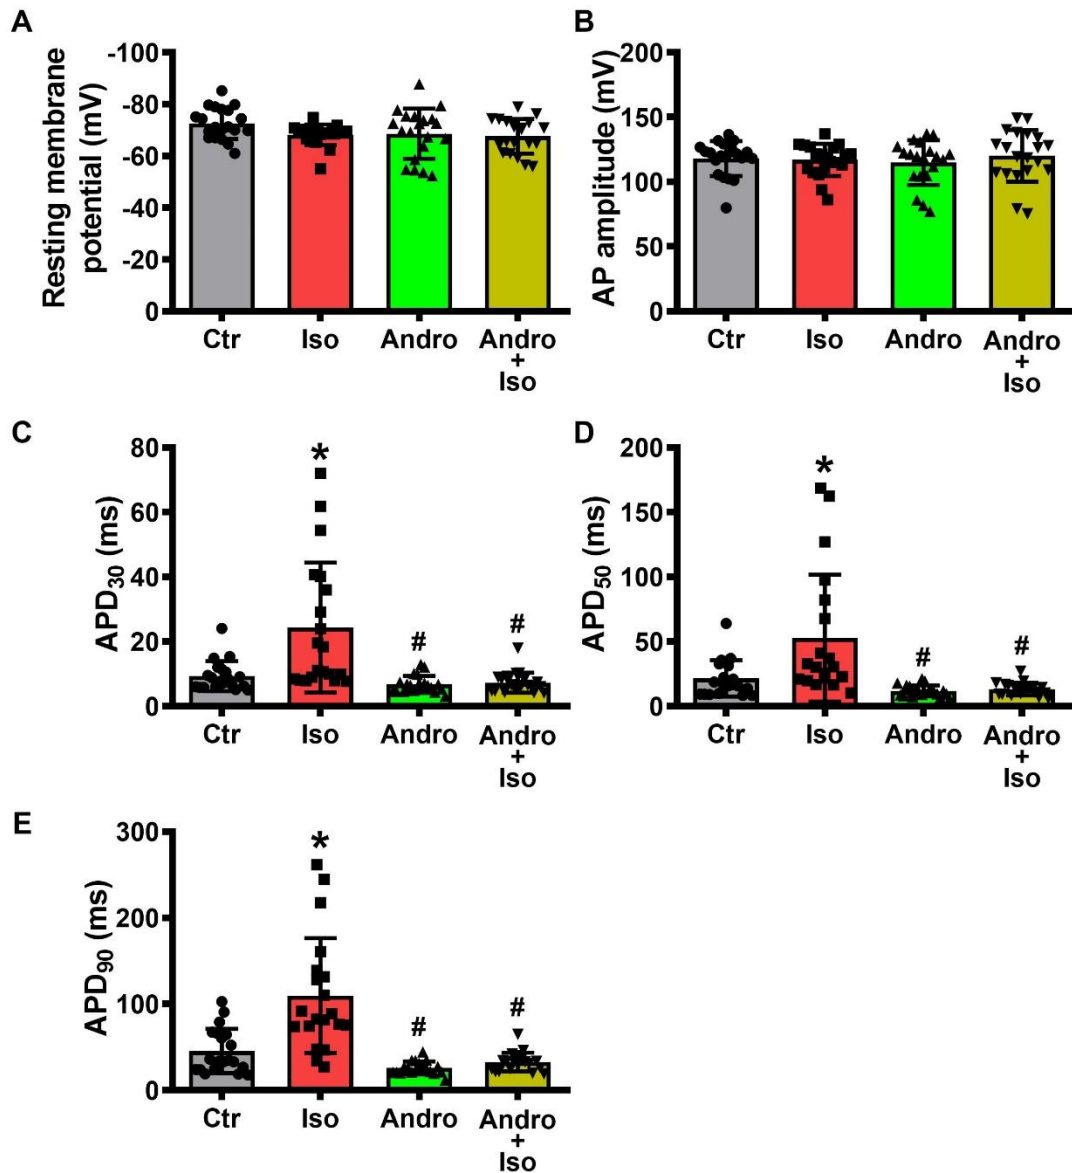 A
Resting membrane
potential (mV)
-100
-80
-60
-40
-20
0
Ctr
Iso
Andro
Andro
+
Iso
B
AP amplitude (mV)
200
150
100
50
0
Ctr
Iso
Andro
Andro
+
Iso
C
APD30 (ms)
80
60
40
20
0
*
#
#
Ctr
Iso
Andro
Andro
+
Iso
D
APD50 (ms)
200
150
100
50
0
*
#
#
Ctr
Iso
Andro
Andro
+
Iso
E
APD90 (ms)
300
200
100
0
*
#
#
Ctr
Iso
Andro
Andro
+
Iso